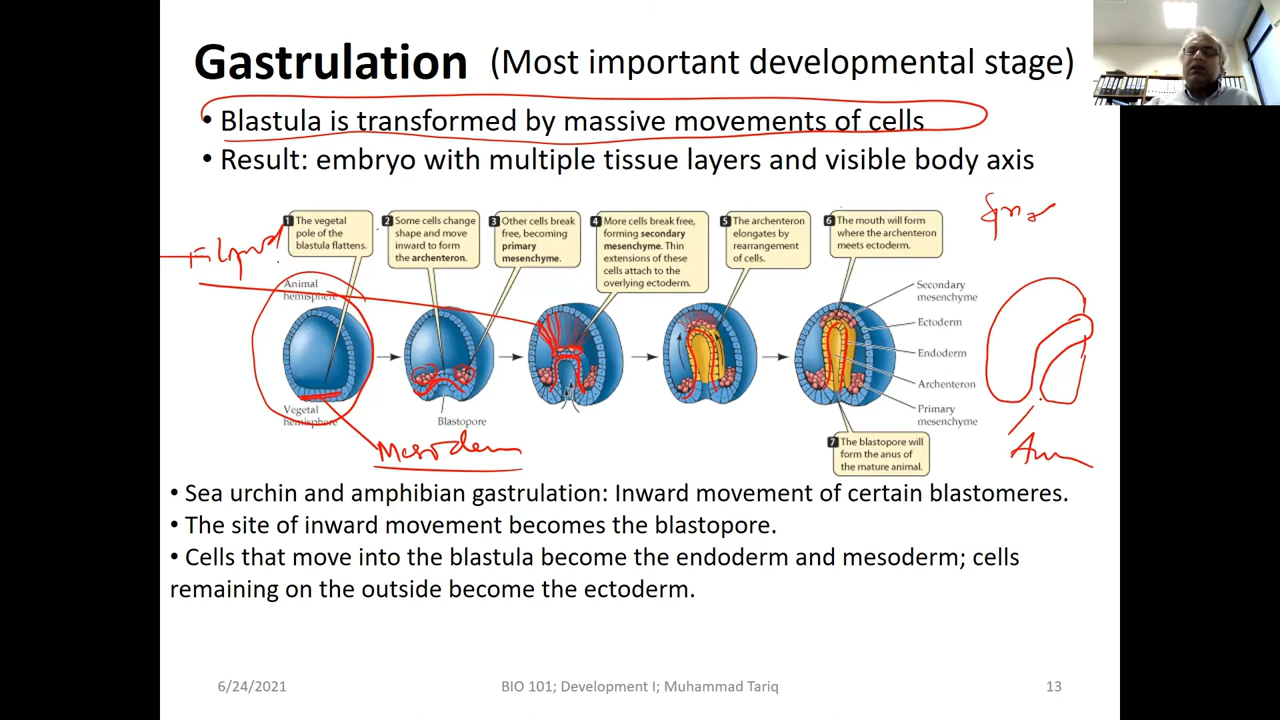 Gastrulation (Most important developmental stage)
• Blastula is transformed by massive movements of cells
• Result: embryo with multiple tissue layers and visible body axis
1 The vegetal
pole of the
blastula flattens.
2 Some cells change
shape and move
inward to form
the archenteron.
3 Other cells break
free, becoming
primary
mesenchyme.
4 More cells break free,
forming secondary
mesenchyme. Thin
extensions of these
cells attach to the
overlying ectoderm.
5 The archenteron
elongates by
rearrangement
of cells.
6 The mouth will form
where the archenteron
meets ectoderm.
Animal
hemisphere
Secondary
mesenchyme
Ectoderm
Endoderm
Archenteron
Primary
mesenchyme
Vegetal
hemisphere
Blastopore
Mesoderm
7 The blastopore will
form the anus of
the mature animal.
• Sea urchin and amphibian gastrulation: Inward movement of certain blastomeres.
• The site of inward movement becomes the blastopore.
• Cells that move into the blastula become the endoderm and mesoderm; cells
remaining on the outside become the ectoderm.
6/24/2021
BIO 101; Development I; Muhammad Tariq
13